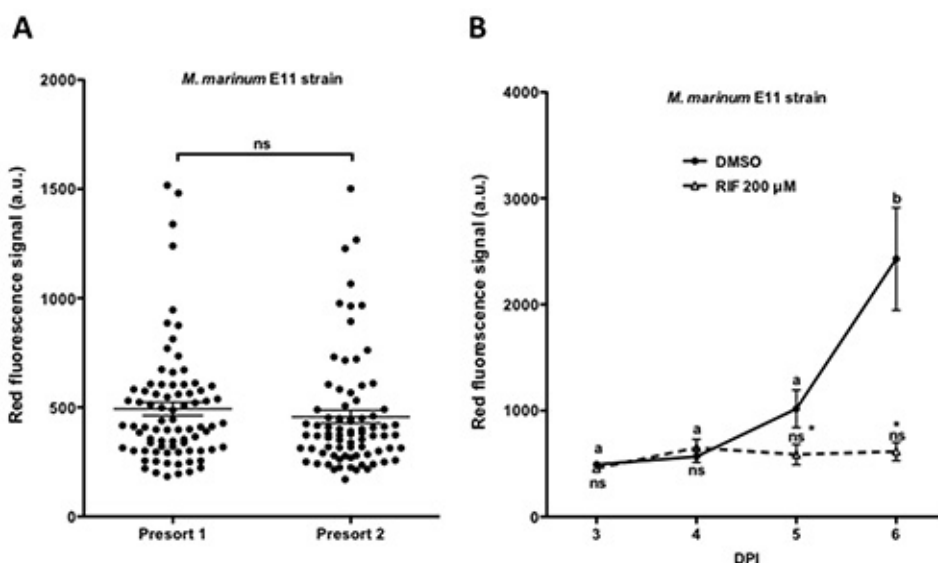 A
M. marinum E11 strain
ns
Red fluorescence signal (a.u.)
2000
1500
1000
500
0
Presort 1
Presort 2
B
M. marinum E11 strain
DMSO
RIF 200 µM
Red fluorescence signal (a.u.)
4000
3000
2000
1000
0
b
a
a
a
a
ns
ns
ns
*
ns
*
3
4
5
6
DPI